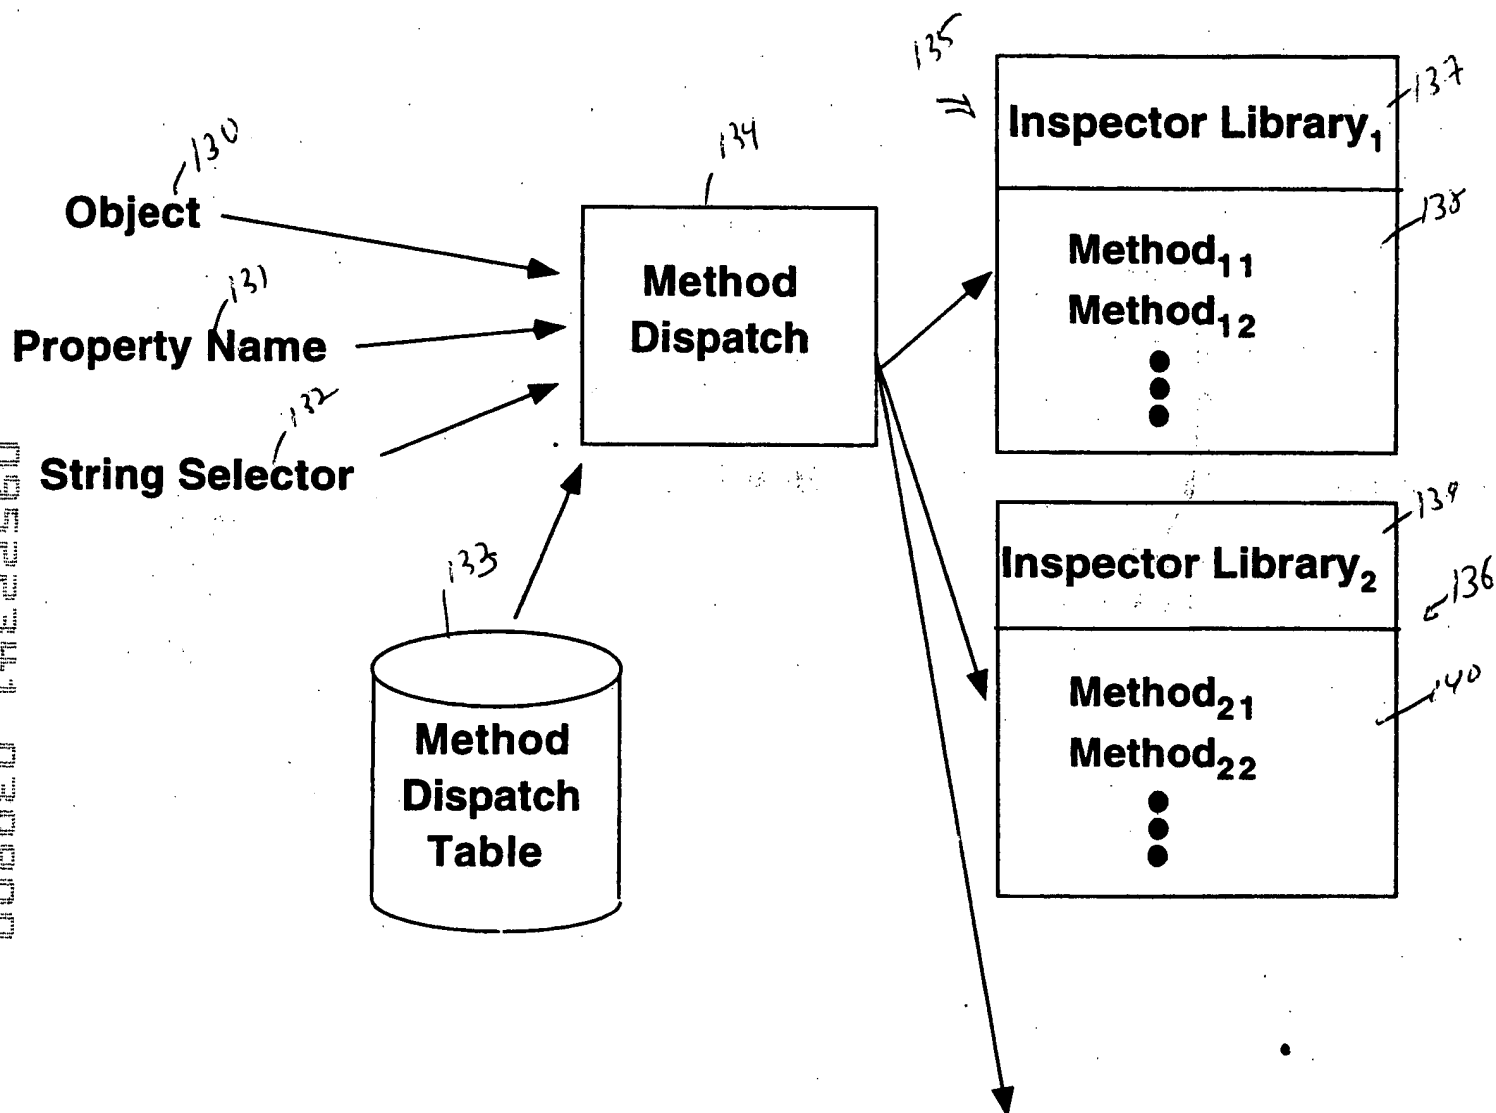 135
137
Inspector Library1
130
134
Object
138
Method11
Method
Dispatch
131
Method12
Property Name
132
String Selector
139
Inspector Library2
136
133
140
Method21
Method
Dispatch
Table
Method22